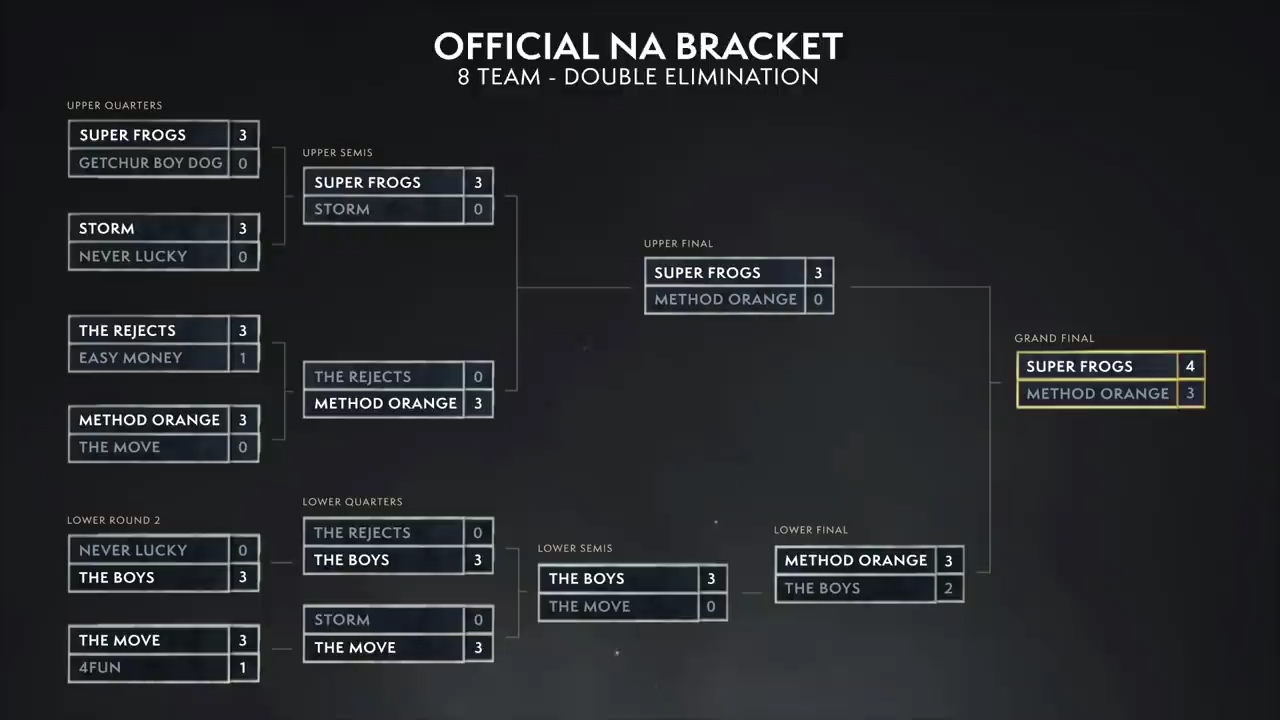 OFFICIAL NA BRACKET
8 TEAM - DOUBLE ELIMINATION
UPPER QUARTERS
SUPER FROGS 3
GETCHUR BOY DOG 0
STORM 3
NEVER LUCKY 0
THE REJECTS 3
EASY MONEY 1
METHOD ORANGE 3
THE MOVE 0
UPPER SEMIS
SUPER FROGS 3
STORM 0
THE REJECTS 0
METHOD ORANGE 3
UPPER FINAL
SUPER FROGS 3
METHOD ORANGE 0
GRAND FINAL
SUPER FROGS 4
METHOD ORANGE 3
LOWER ROUND 2
NEVER LUCKY 0
THE BOYS 3
THE MOVE 3
4FUN 1
LOWER QUARTERS
THE REJECTS 0
THE BOYS 3
STORM 0
THE MOVE 3
LOWER SEMIS
THE BOYS 3
THE MOVE 0
LOWER FINAL
METHOD ORANGE 3
THE BOYS 2